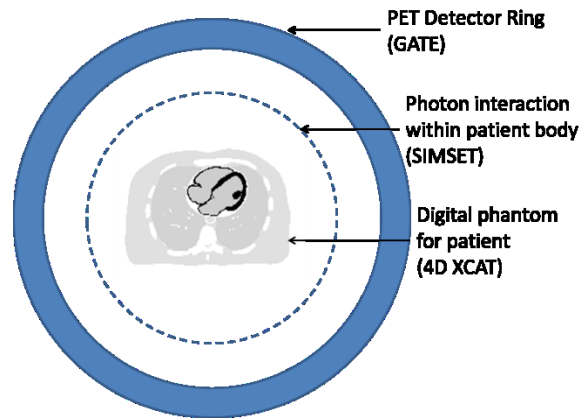 PET Detector Ring
(GATE)
Photon interaction
within patient body
(SIMSET)
Digital phantom
for patient
(4D XCAT)